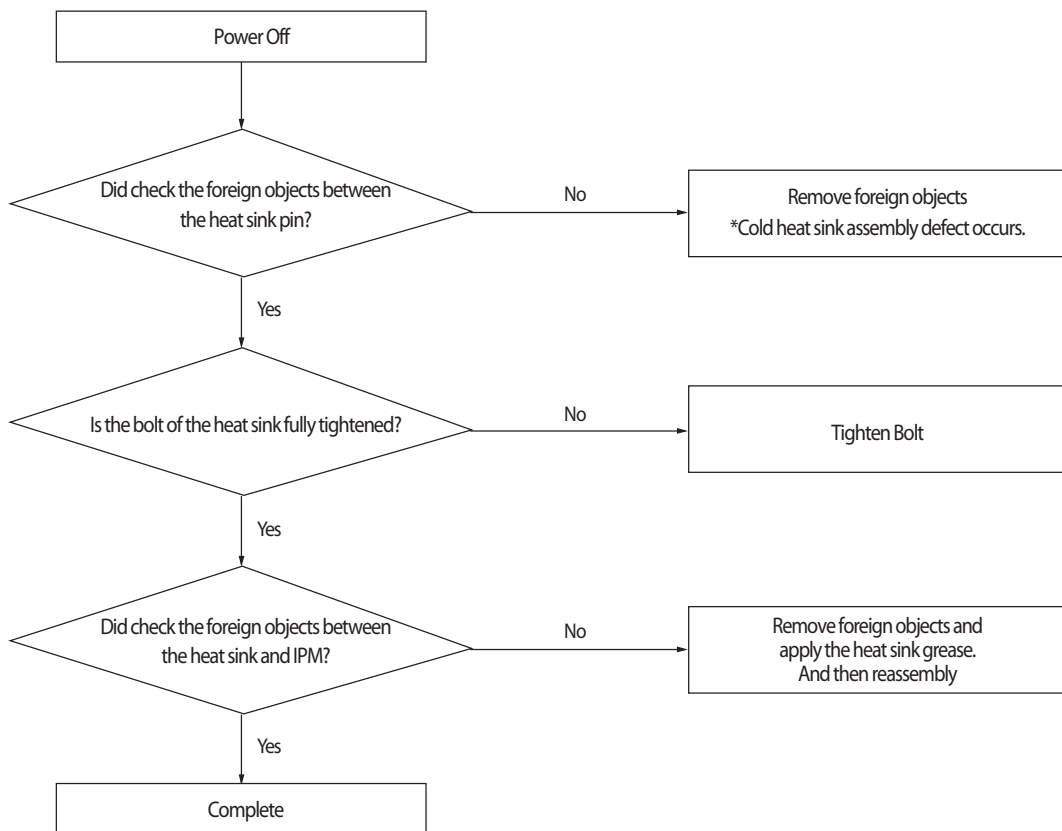 Power Off
Did check the foreign objects between
the heat sink pin?
No
Remove foreign objects
*Cold heat sink assembly defect occurs.
Yes
Is the bolt of the heat sink fully tightened?
No
Tighten Bolt
Yes
Did check the foreign objects between
the heat sink and IPM?
No
Remove foreign objects and
apply the heat sink grease.
And then reassembly
Yes
Complete